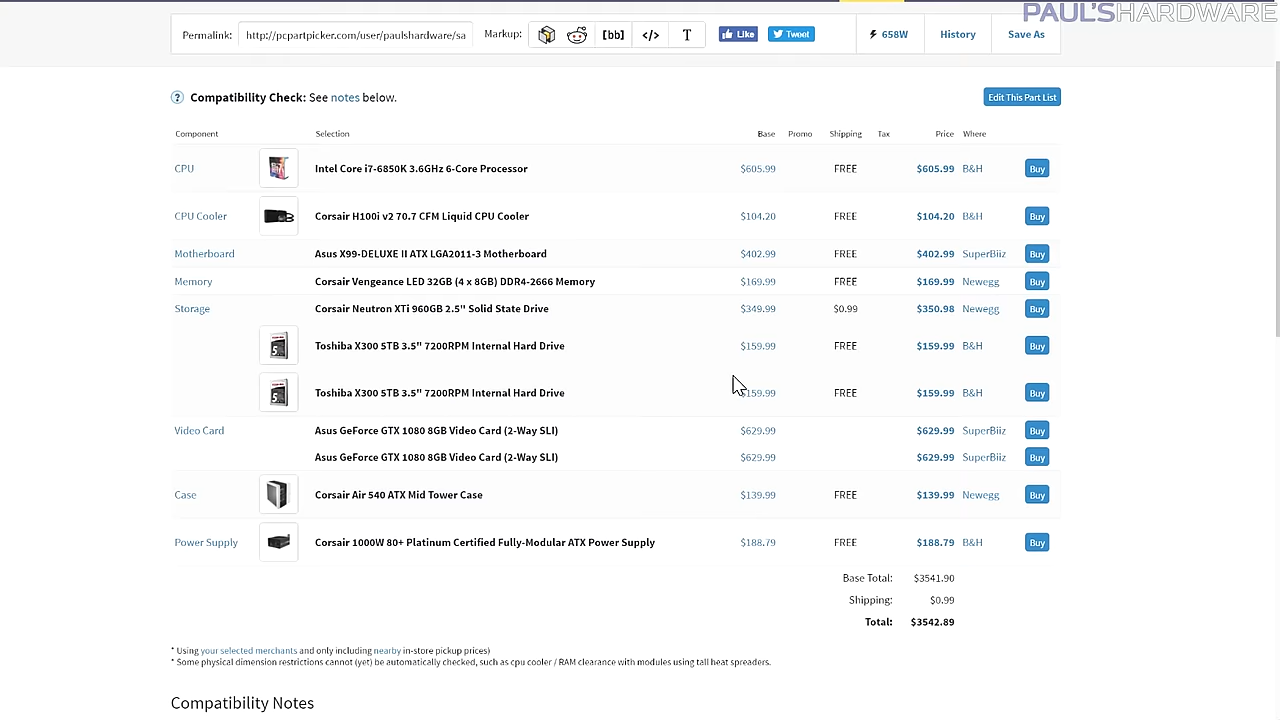 PAUL'SHARDWARE
Permalink: http://pcpartpicker.com/user/paulshardware/sa Markup: [bb] </> T Like Tweet 658W History Save As
? Compatibility Check: See notes below. Edit This Part List
Component Selection Base Promo Shipping Tax Price Where
CPU Intel Core i7-6850K 3.6GHz 6-Core Processor $605.99 FREE $605.99 B&H Buy
CPU Cooler Corsair H100i v2 70.7 CFM Liquid CPU Cooler $104.20 FREE $104.20 B&H Buy
Motherboard Asus X99-DELUXE II ATX LGA2011-3 Motherboard $402.99 FREE $402.99 SuperBiiz Buy
Memory Corsair Vengeance LED 32GB (4 x 8GB) DDR4-2666 Memory $169.99 FREE $169.99 Newegg Buy
Storage Corsair Neutron XTi 960GB 2.5" Solid State Drive $349.99 $0.99 $350.98 Newegg Buy
Toshiba X300 5TB 3.5" 7200RPM Internal Hard Drive $159.99 FREE $159.99 B&H Buy
Toshiba X300 5TB 3.5" 7200RPM Internal Hard Drive $159.99 FREE $159.99 B&H Buy
Video Card Asus GeForce GTX 1080 8GB Video Card (2-Way SLI) $629.99 $629.99 SuperBiiz Buy
Asus GeForce GTX 1080 8GB Video Card (2-Way SLI) $629.99 $629.99 SuperBiiz Buy
Case Corsair Air 540 ATX Mid Tower Case $139.99 FREE $139.99 Newegg Buy
Power Supply Corsair 1000W 80+ Platinum Certified Fully-Modular ATX Power Supply $188.79 FREE $188.79 B&H Buy
Base Total: $3541.90
Shipping: $0.99
Total: $3542.89
* Using your selected merchants and only including nearby in-store pickup prices)
* Some physical dimension restrictions cannot (yet) be automatically checked, such as cpu cooler / RAM clearance with modules using tall heat spreaders.
Compatibility Notes